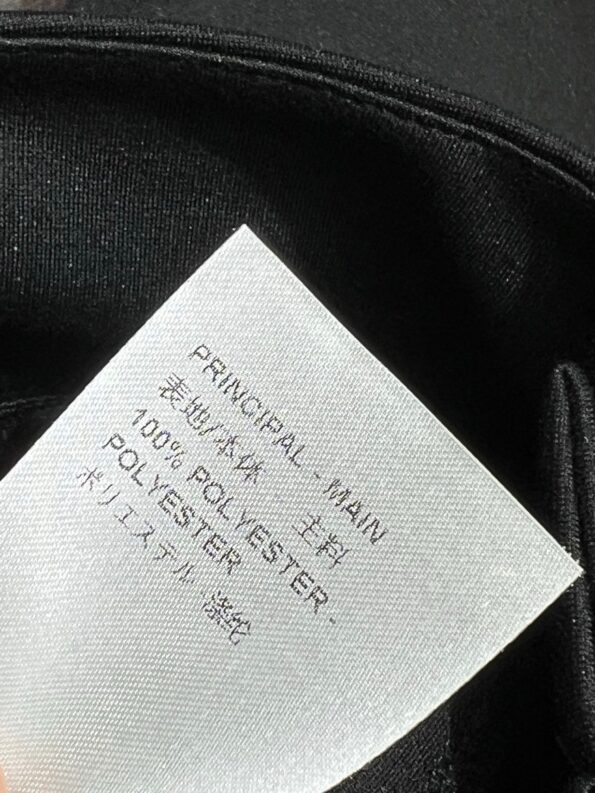 PRINCIPAL - MAIN
表地/本体 主料
100% POLYESTER -
POLYESTER
ポリエステル - 涤纶